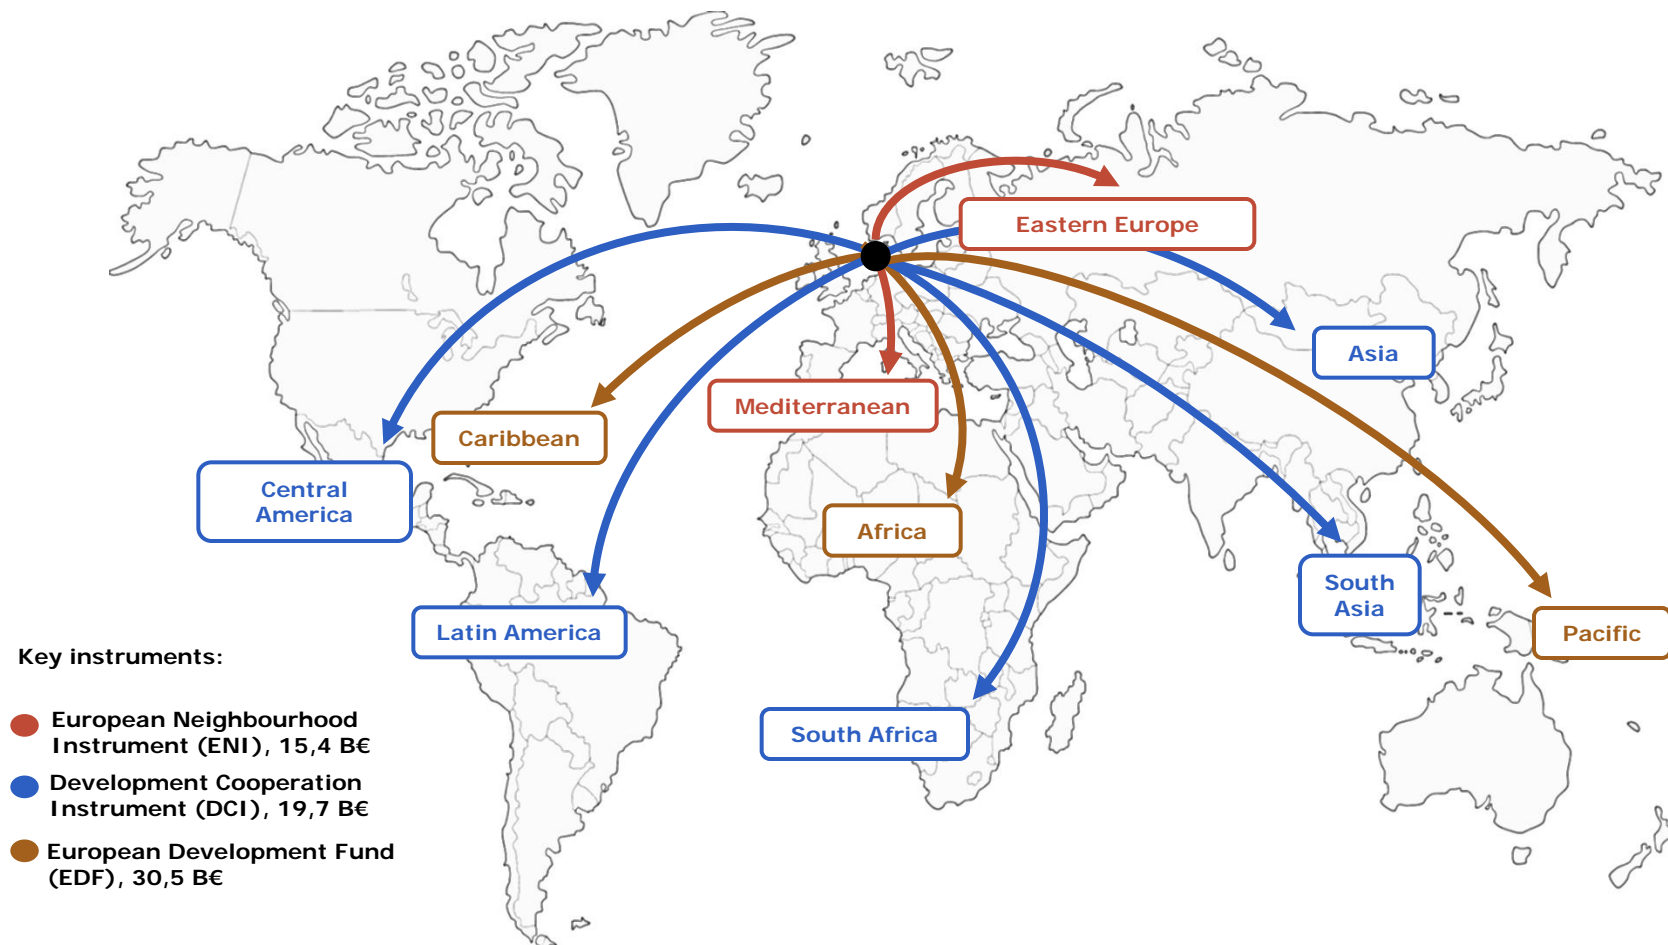 Eastern Europe
Asia
Mediterranean
Caribbean
Central
America
Africa
South
Asia
Latin America
Pacific
South Africa
Key instruments:
European Neighbourhood
Instrument (ENI), 15,4 B€
Development Cooperation
Instrument (DCI), 19,7 B€
European Development Fund
(EDF), 30,5 B€